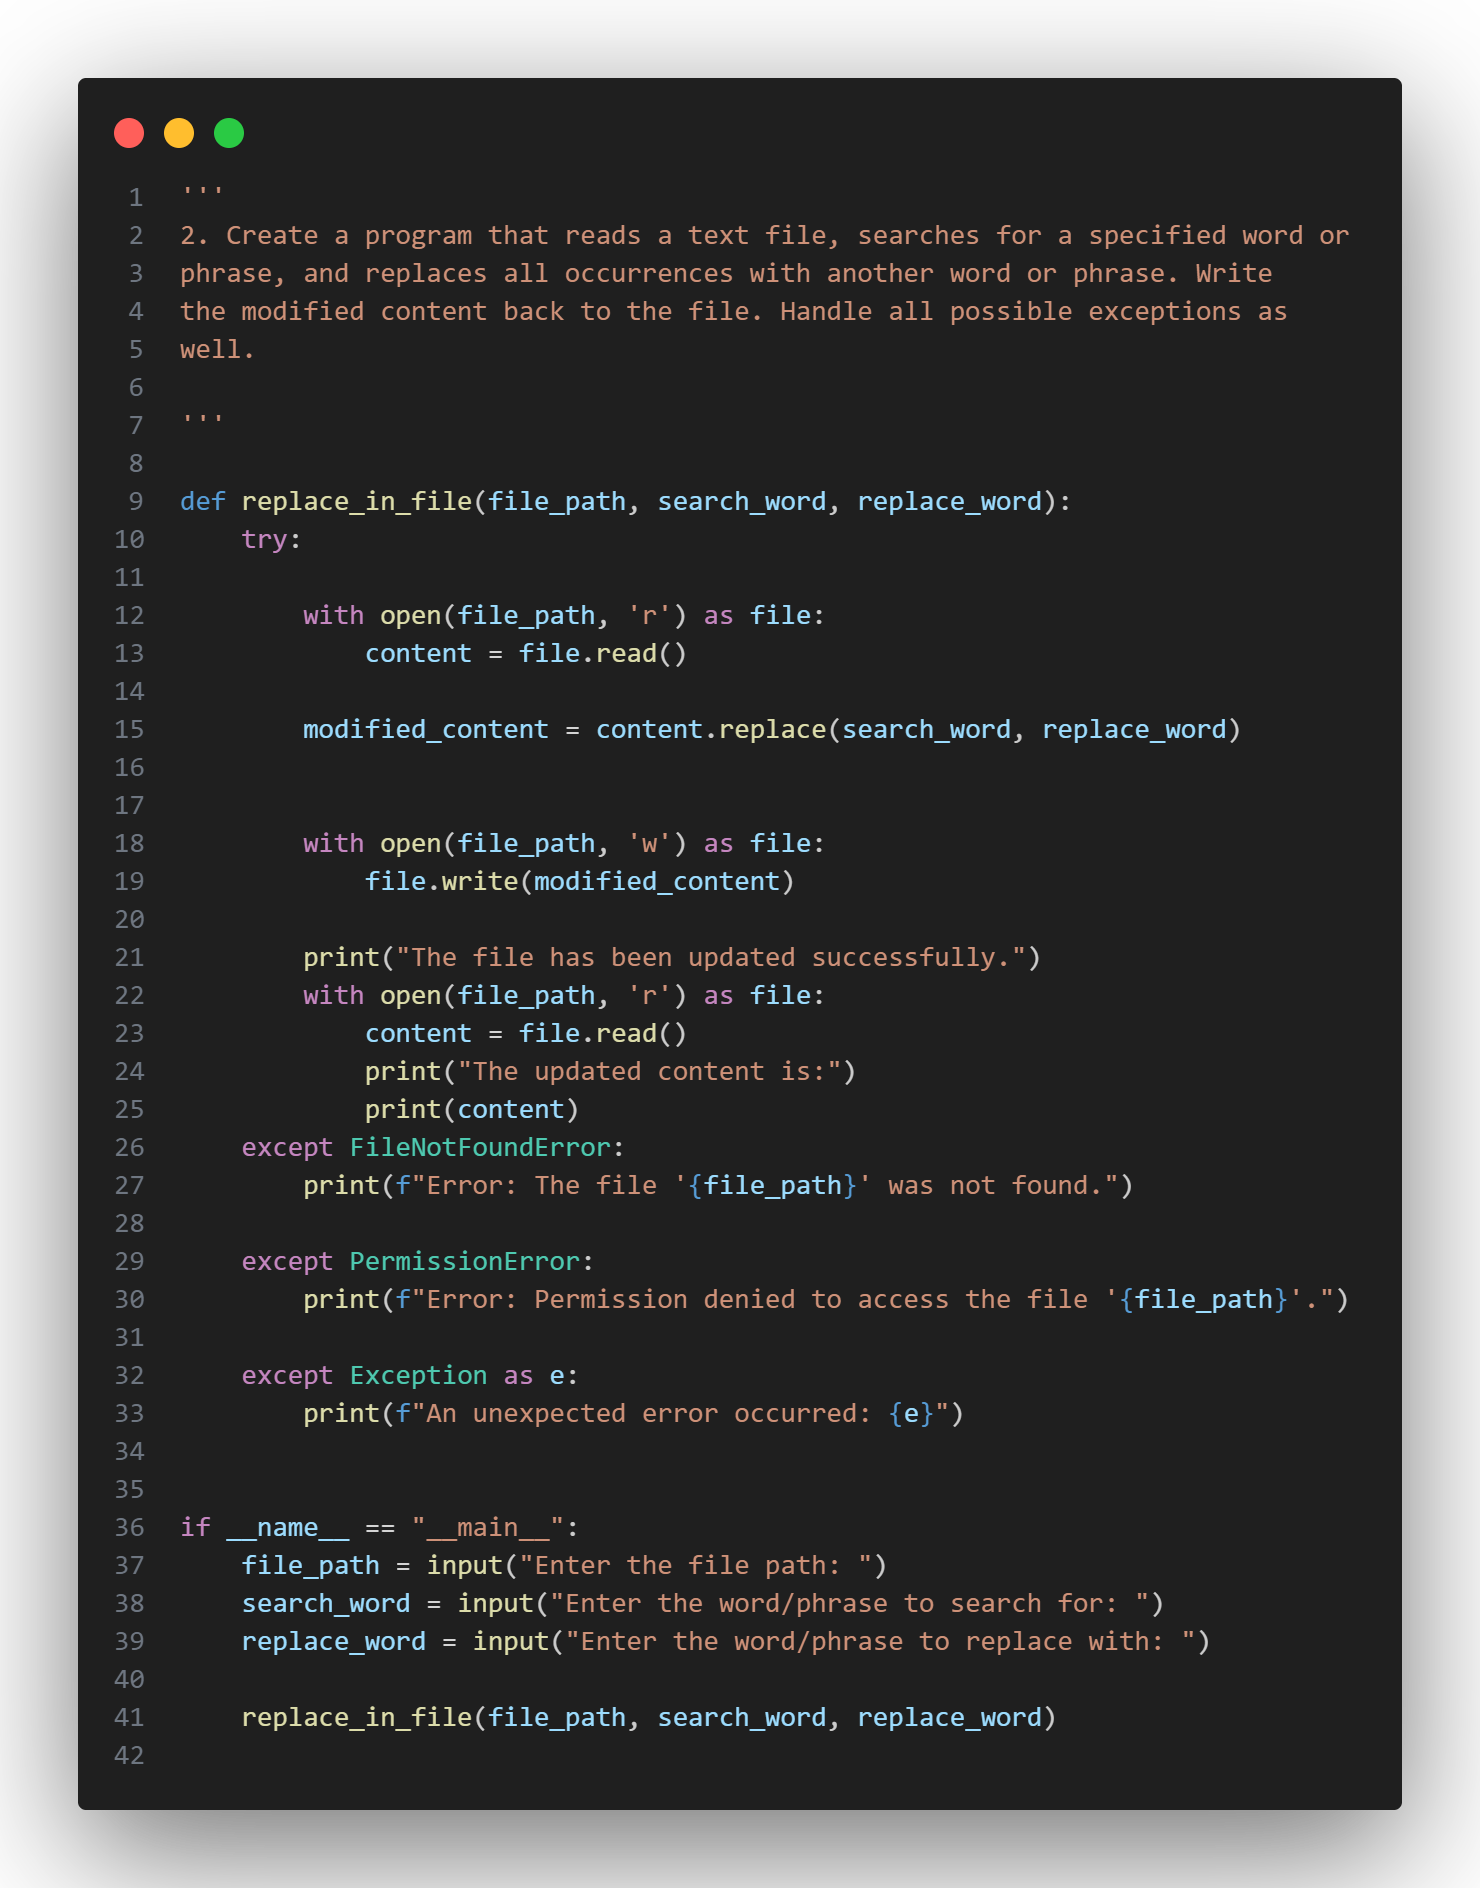 1 '''
2 2. Create a program that reads a text file, searches for a specified word or
3 phrase, and replaces all occurrences with another word or phrase. Write
4 the modified content back to the file. Handle all possible exceptions as
5 well.
6
7 '''
8
9 def replace_in_file(file_path, search_word, replace_word):
10     try:
11
12         with open(file_path, 'r') as file:
13             content = file.read()
14
15         modified_content = content.replace(search_word, replace_word)
16
17
18         with open(file_path, 'w') as file:
19             file.write(modified_content)
20
21         print("The file has been updated successfully.")
22         with open(file_path, 'r') as file:
23             content = file.read()
24             print("The updated content is:")
25             print(content)
26     except FileNotFoundError:
27         print(f"Error: The file '{file_path}' was not found.")
28
29     except PermissionError:
30         print(f"Error: Permission denied to access the file '{file_path}'.")
31
32     except Exception as e:
33         print(f"An unexpected error occurred: {e}")
34
35
36 if __name__ == "__main__":
37     file_path = input("Enter the file path: ")
38     search_word = input("Enter the word/phrase to search for: ")
39     replace_word = input("Enter the word/phrase to replace with: ")
40
41     replace_in_file(file_path, search_word, replace_word)
42